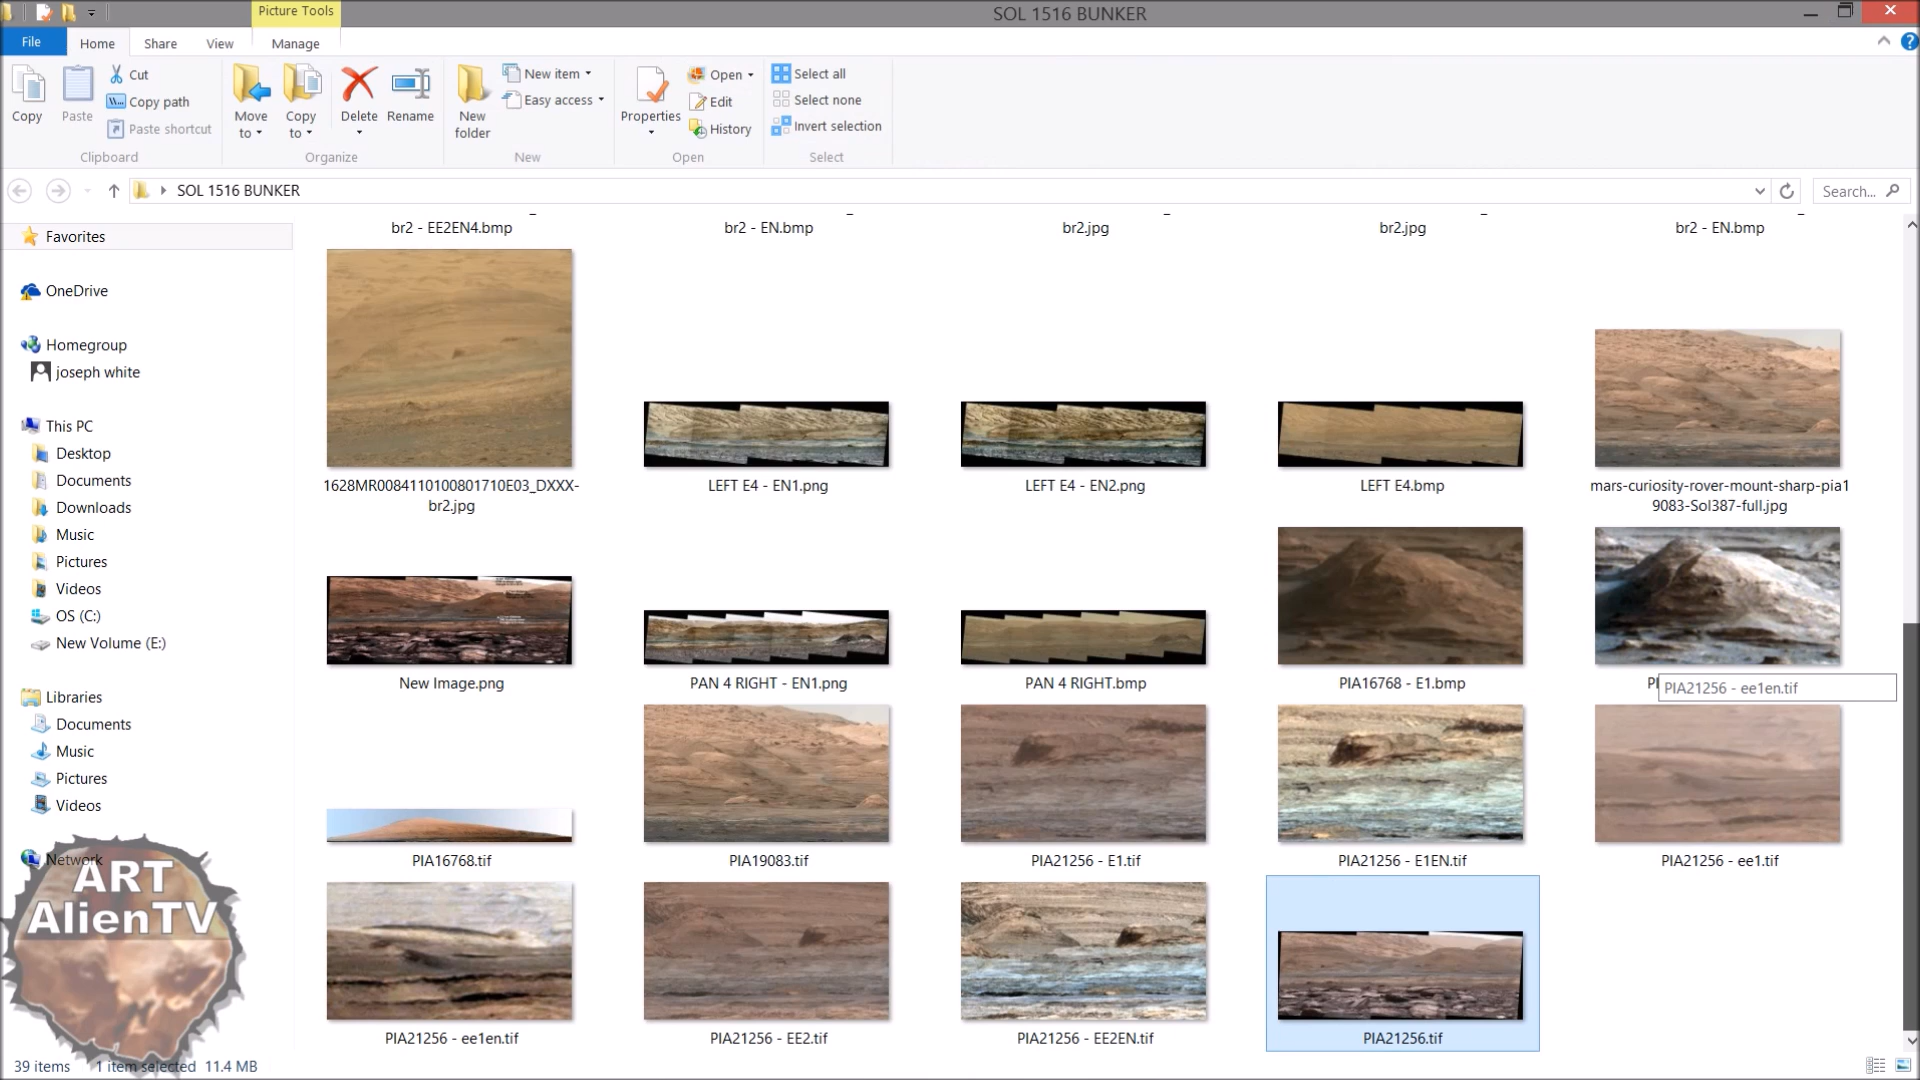 Picture Tools
SOL 1516 BUNKER
File
Home
Share
View
Manage
Copy
Paste
Cut
Copy path
Paste shortcut
Clipboard
Move to
Copy to
Delete
Rename
Organize
New folder
New item
Easy access
New
Properties
Open
Edit
History
Open
Select all
Select none
Invert selection
Select
SOL 1516 BUNKER
Search...
Favorites
OneDrive
Homegroup
joseph white
This PC
Desktop
Documents
Downloads
Music
Pictures
Videos
OS (C:)
New Volume (E:)
Libraries
Documents
Music
Pictures
Videos
Network
br2 - EE2EN4.bmp
br2 - EN.bmp
br2.jpg
br2.jpg
br2 - EN.bmp
1628MR0084110100801710E03_DXXX-
br2.jpg
LEFT E4 - EN1.png
LEFT E4 - EN2.png
LEFT E4.bmp
mars-curiosity-rover-mount-sharp-pia1
9083-Sol387-full.jpg
New Image.png
PAN 4 RIGHT - EN1.png
PAN 4 RIGHT.bmp
PIA16768 - E1.bmp
PIA21256 - ee1en.tif
PIA16768.tif
PIA19083.tif
PIA21256 - E1.tif
PIA21256 - E1EN.tif
PIA21256 - ee1.tif
PIA21256 - ee1en.tif
PIA21256 - EE2.tif
PIA21256 - EE2EN.tif
PIA21256.tif
ART
AlienTV
39 items
1 item selected 11.4 MB